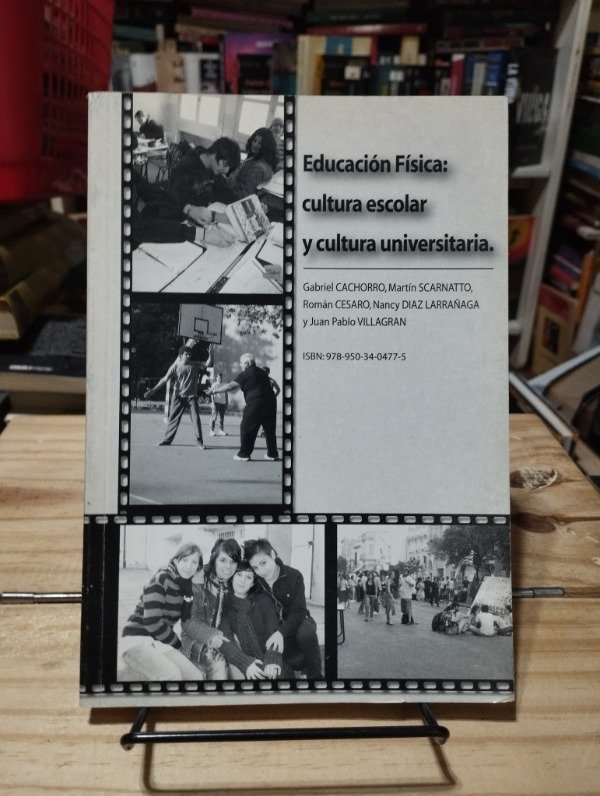 Educación Física:
cultura escolar
y cultura universitaria.
Gabriel CACHORRO, Martín SCARNATTO,
Román CESARO, Nancy DIAZ LARRAÑAGA
y Juan Pablo VILLAGRAN
ISBN: 978-950-34-0477-5